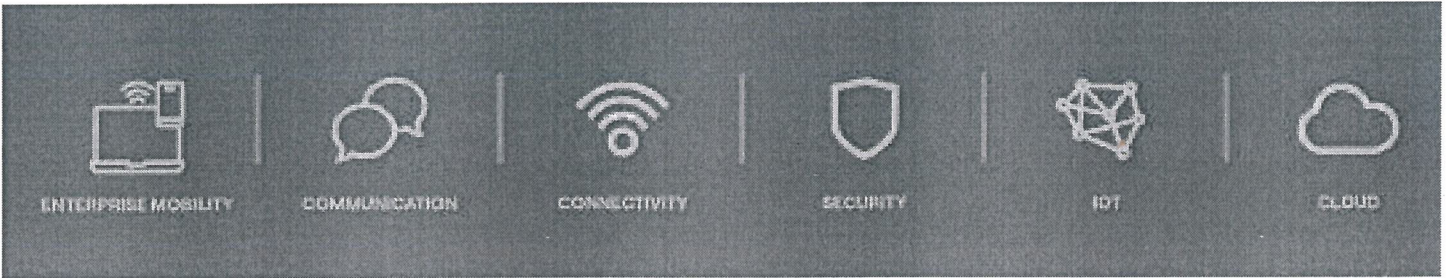 ENTERPRISE MOBILITY
COMMUNICATION
CONNECTIVITY
SECURITY
IOT
CLOUD